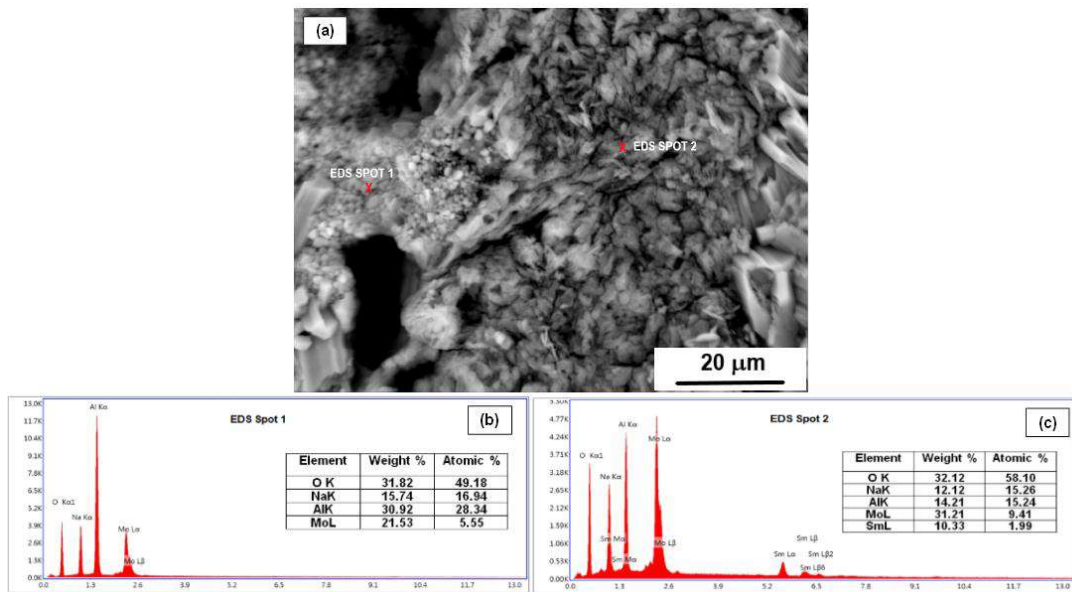 (a)
EDS SPOT 1
EDS SPOT 2
20 µm
EDS Spot 1
(b)
13.0K
11.7K
10.4K
9.1K
7.8K
6.5K
5.2K
3.9K
2.6K
1.3K
0.0K
Al Kα
O Kα1
Na Kα
Mo Lα
Mo Lβ
Element Weight % Atomic %
O K 31.82 49.18
NaK 15.74 16.94
AlK 30.92 28.34
MoL 21.53 5.55
0.0 1.3 2.6 3.9 5.2 6.5 7.8 9.1 10.4 11.7 13.0
EDS Spot 2
(c)
5.30K
4.77K
4.24K
3.71K
3.18K
2.65K
2.12K
1.59K
1.06K
0.53K
0.00K
Al Kα
Mo Lα
O Kα1
Na Kα
Sm Mα
Sm Mα
Mo Lβ
Sm Lα
Sm Lβ
Sm Lβ2
Sm Lβ6
Element Weight % Atomic %
O K 32.12 58.10
NaK 12.12 15.26
AlK 14.21 15.24
MoL 31.21 9.41
SmL 10.33 1.99
0.0 1.3 2.6 3.9 5.2 6.5 7.8 9.1 10.4 11.7 13.0